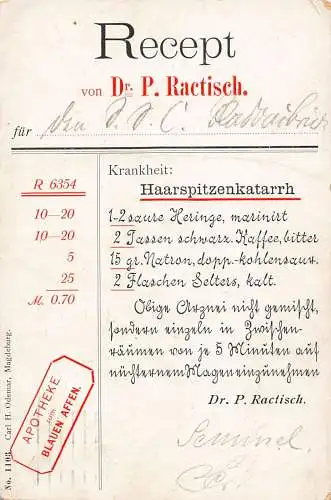 Recept
von Dr. P. Ractisch.
für den S. S. C.
Krankheit:
Haarspitzenkatarrh
R 6354
10–20
10–20
5
25
M. 0.70
1-2 saure Heringe, marinirt
2 Tassen schwarz. Kaffee, bitter
15 gr. Natron, dopp.-kohlensaur.
2 Flaschen Selters, kalt.
Obige Arznei nicht gemischt,
sondern einzeln in Zwischen-
räumen von je 5 Minuten auf
nüchternem Magen einzunehmen
Dr. P. Ractisch.
APOTHEKE
zum
BLAUEN AFFEN.
No. 1108 Carl H. Odemar, Magdeburg.